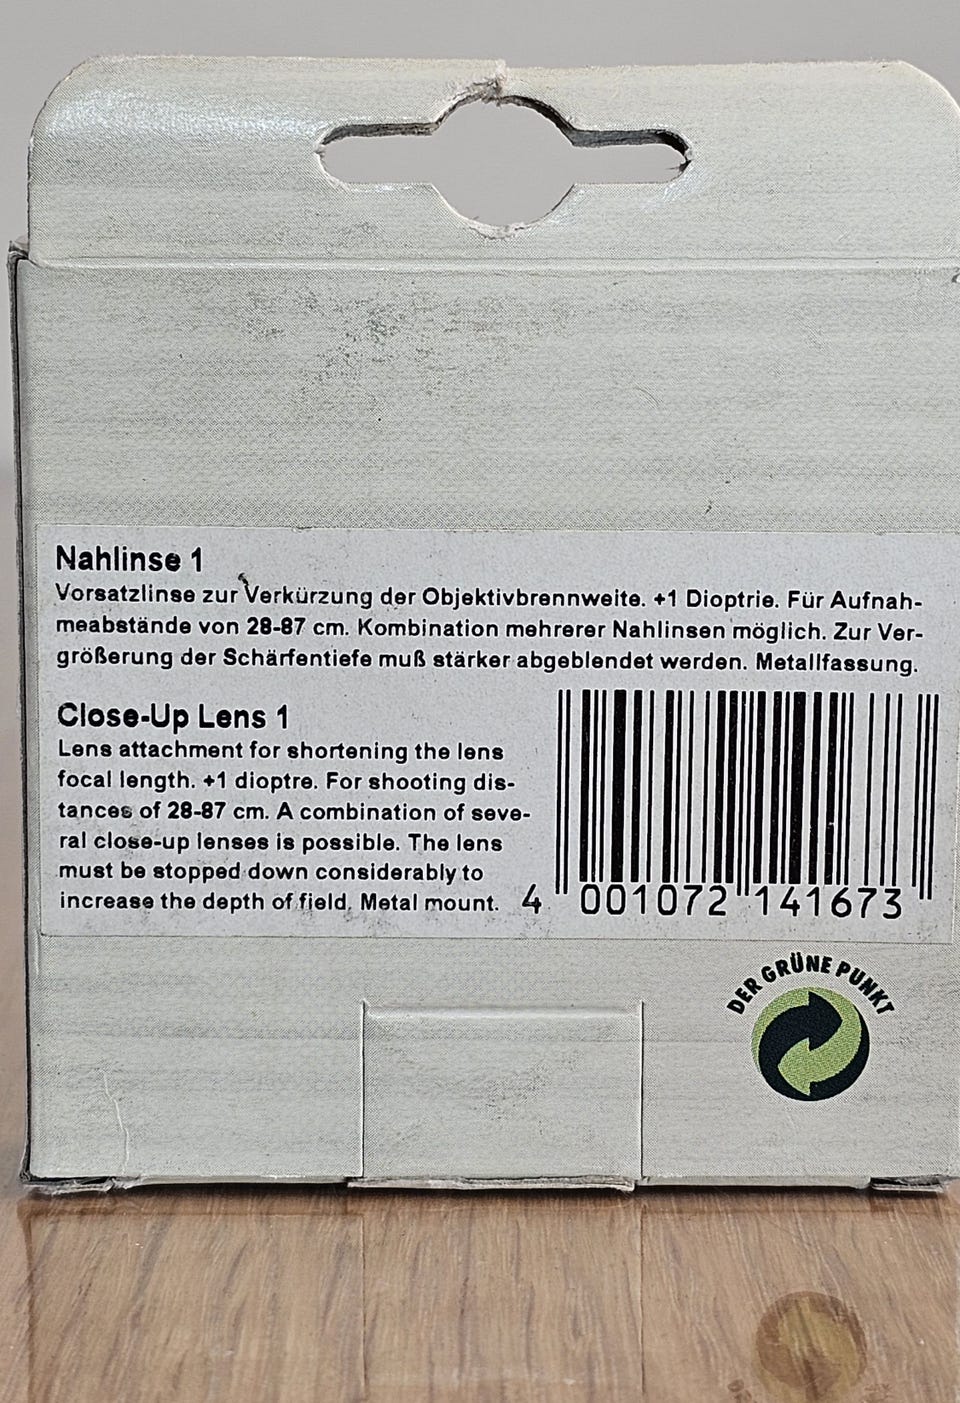 Nahlinse 1
Vorsatzlinse zur Verkürzung der Objektivbrennweite. +1 Dioptrie. Für Aufnah-
meabstände von 28-87 cm. Kombination mehrerer Nahlinsen möglich. Zur Ver-
größerung der Schärfentiefe muß stärker abgeblendet werden. Metallfassung.
Close-Up Lens 1
Lens attachment for shortening the lens
focal length. +1 dioptre. For shooting dis-
tances of 28-87 cm. A combination of seve-
ral close-up lenses is possible. The lens
must be stopped down considerably to
increase the depth of field. Metal mount.
4 001072 141673
DER GRÜNE PUNKT